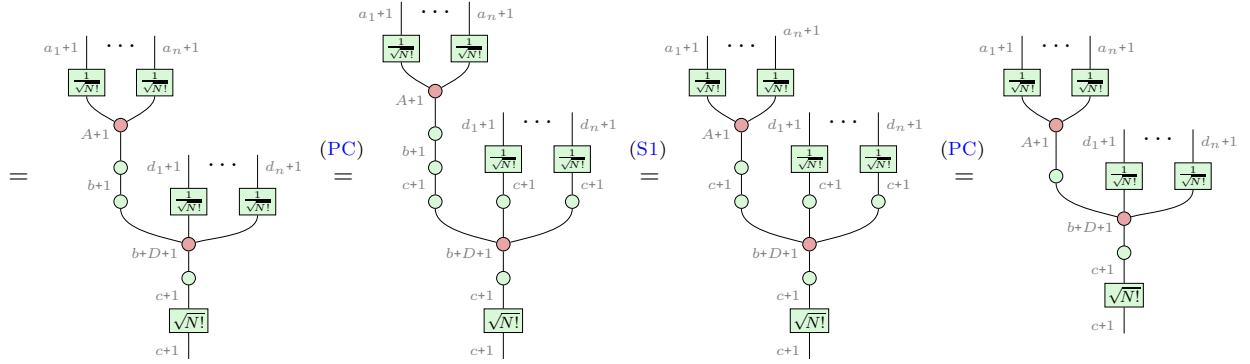 =
a₁+1 ⋯ aₙ+1
1/√N! 1/√N!
A+1
b+1
d₁+1 ⋯ dₙ+1
1/√N! 1/√N!
b+D+1
c+1
√N!
c+1
(PC)
=
a₁+1 ⋯ aₙ+1
1/√N! 1/√N!
A+1
b+1
d₁+1 ⋯ dₙ+1
1/√N! 1/√N!
c+1 c+1 c+1
b+D+1
c+1
√N!
c+1
(S1)
=
a₁+1 ⋯ aₙ+1
1/√N! 1/√N!
A+1
d₁+1 ⋯ dₙ+1
1/√N! 1/√N!
c+1 c+1 c+1
b+D+1
c+1
√N!
c+1
(PC)
=
a₁+1 ⋯ aₙ+1
1/√N! 1/√N!
A+1
d₁+1 ⋯ dₙ+1
1/√N! 1/√N!
b+D+1
c+1
√N!
c+1